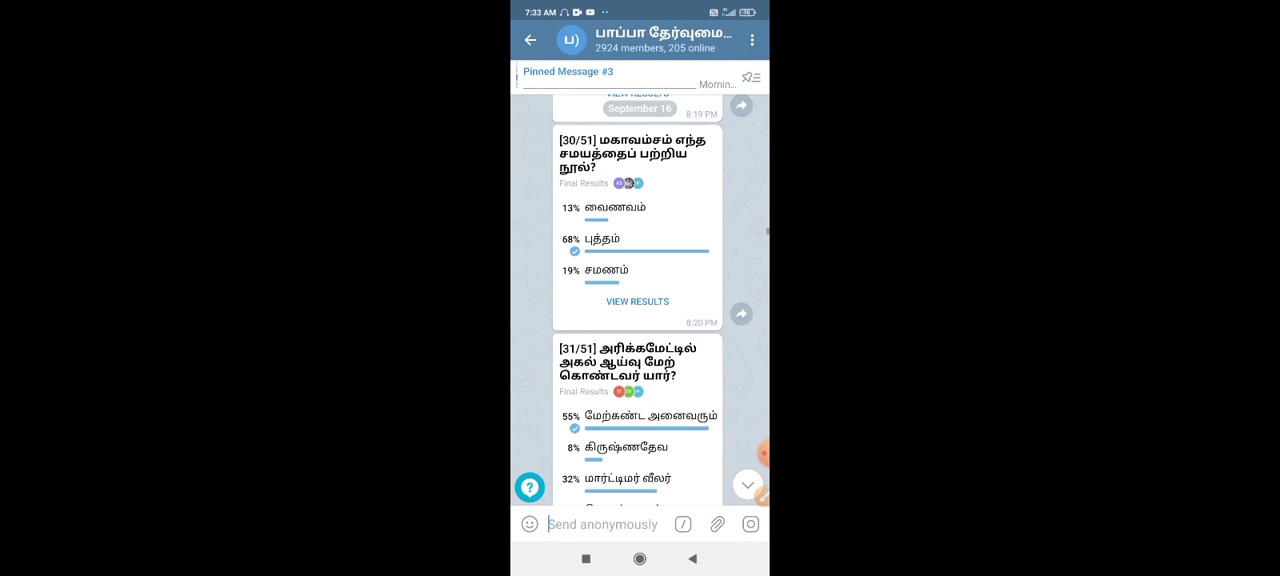 7:33 AM
70
ப)
பாப்பா தேர்வுமை...
2924 members, 205 online
Pinned Message #3
Mornin...
VIEW RESULTS
September 16
8:19 PM
[30/51] மகாவம்சம் எந்த
சமயத்தைப் பற்றிய
நூல்?
Final Results
13% வைணவம்
68% புத்தம்
19% சமணம்
VIEW RESULTS
8:20 PM
[31/51] அரிக்கமேட்டில்
அகல் ஆய்வு மேற்
கொண்டவர் யார்?
Final Results
55% மேற்கண்ட அனைவரும்
8% கிருஷ்ணதேவ
32% மார்ட்டிமர் வீலர்
Send anonymously